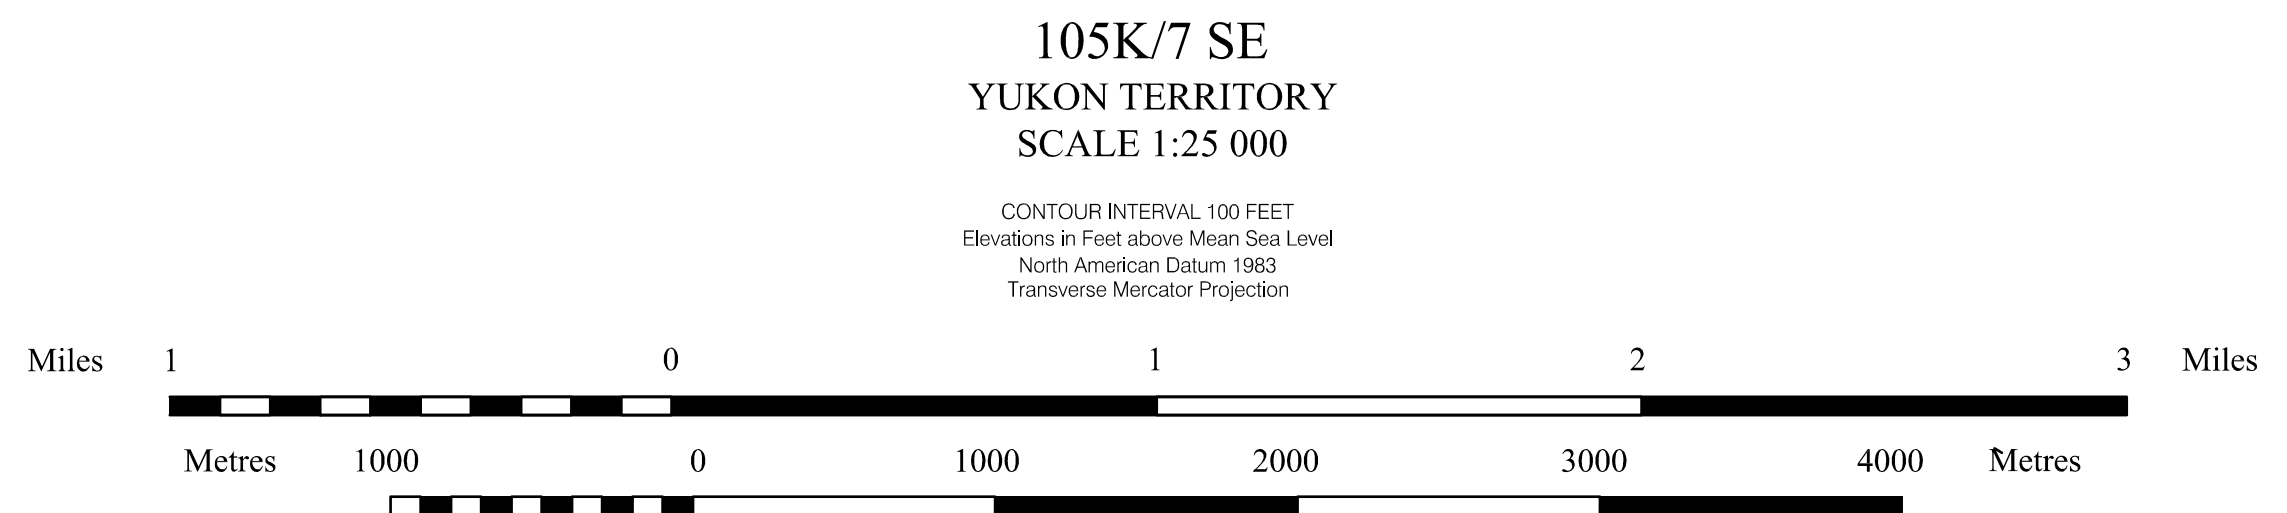 105K/7 SE
YUKON TERRITORY
SCALE 1:25 000
CONTOUR INTERVAL 100 FEET
Elevations in Feet above Mean Sea Level
North American Datum 1983
Transverse Mercator Projection
Miles 1 0 1 2 3 Miles
Metres 1000 0 1000 2000 3000 4000 Metres